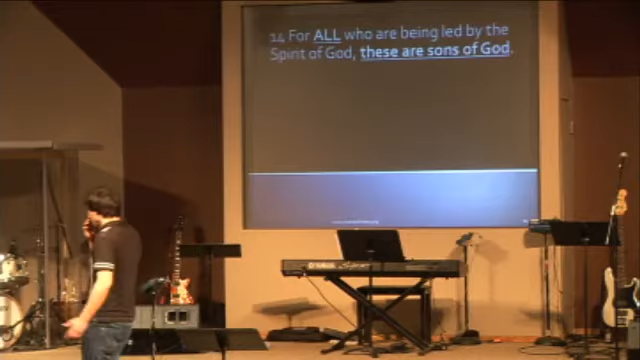 14 For ALL who are being led by the
Spirit of God, these are sons of God.